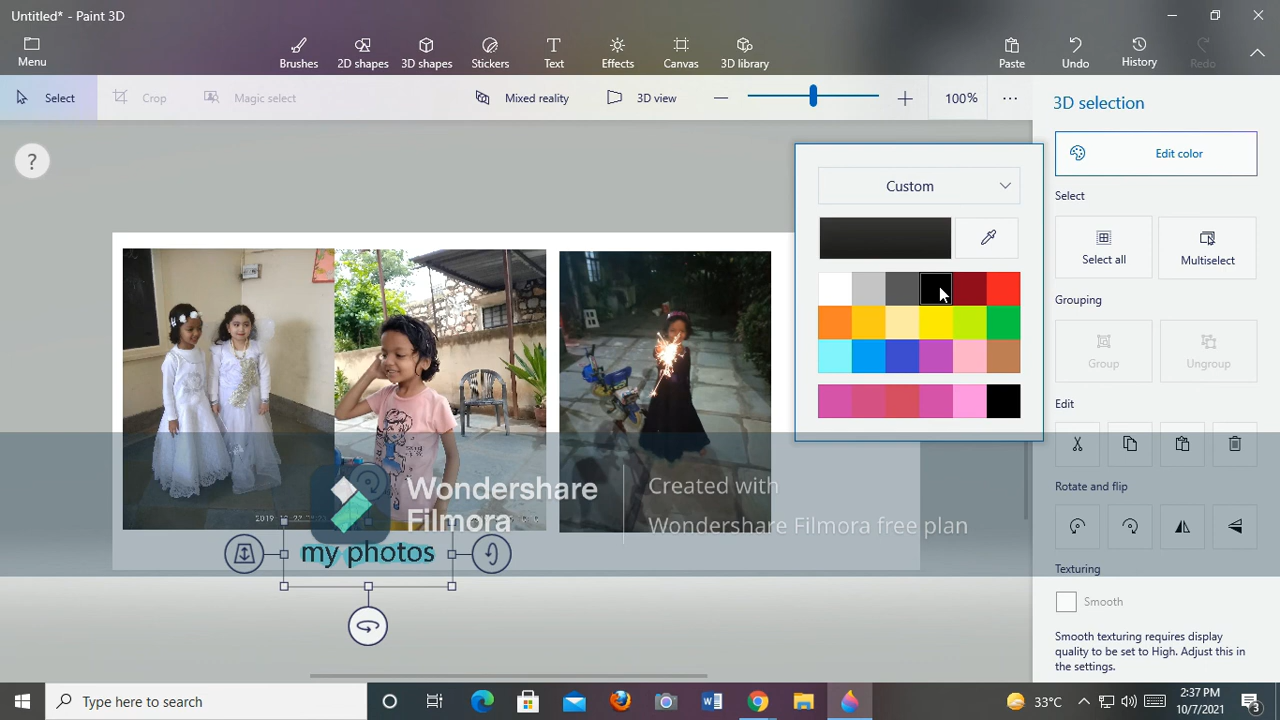 Untitled* - Paint 3D
Menu
Brushes
2D shapes
3D shapes
Stickers
Text
Effects
Canvas
3D library
Paste
Undo
History
Redo
Select
Crop
Magic select
Mixed reality
3D view
100%
3D selection
?
Edit color
Custom
Select
Select all
Multiselect
Grouping
Group
Ungroup
Edit
Rotate and flip
Texturing
Smooth
Smooth texturing requires display
quality to be set to High. Adjust this in
the settings.
Wondershare
Filmora
Created with
Wondershare Filmora free plan
my photos
Type here to search
33°C
2:37 PM
10/7/2021
3